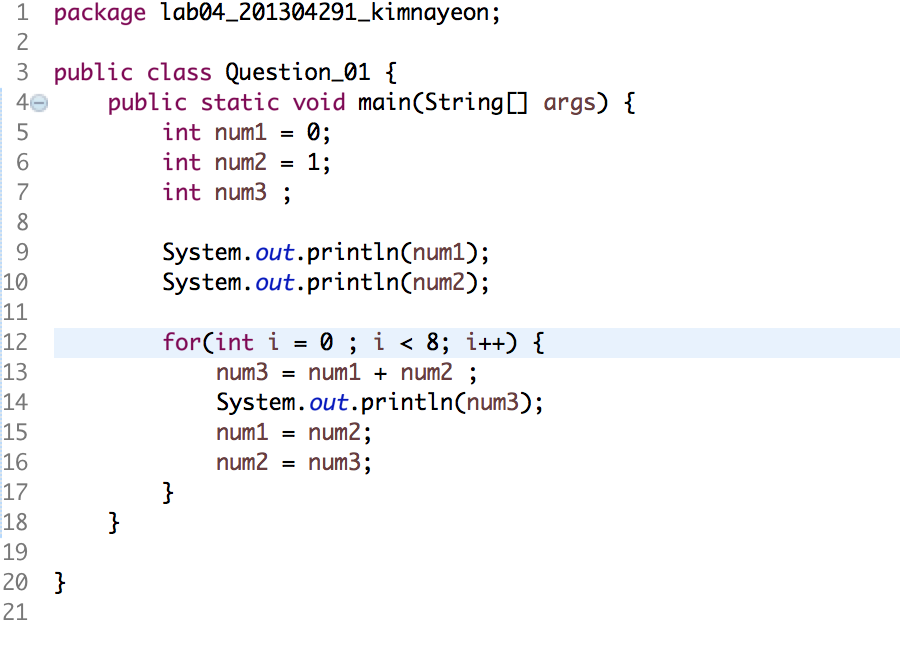 1 package lab04_201304291_kimnayeon;
2
3 public class Question_01 {
4 public static void main(String[] args) {
5 int num1 = 0;
6 int num2 = 1;
7 int num3 ;
8
9 System.out.println(num1);
10 System.out.println(num2);
11
12 for(int i = 0 ; i < 8; i++) {
13 num3 = num1 + num2 ;
14 System.out.println(num3);
15 num1 = num2;
16 num2 = num3;
17 }
18 }
19
20 }
21